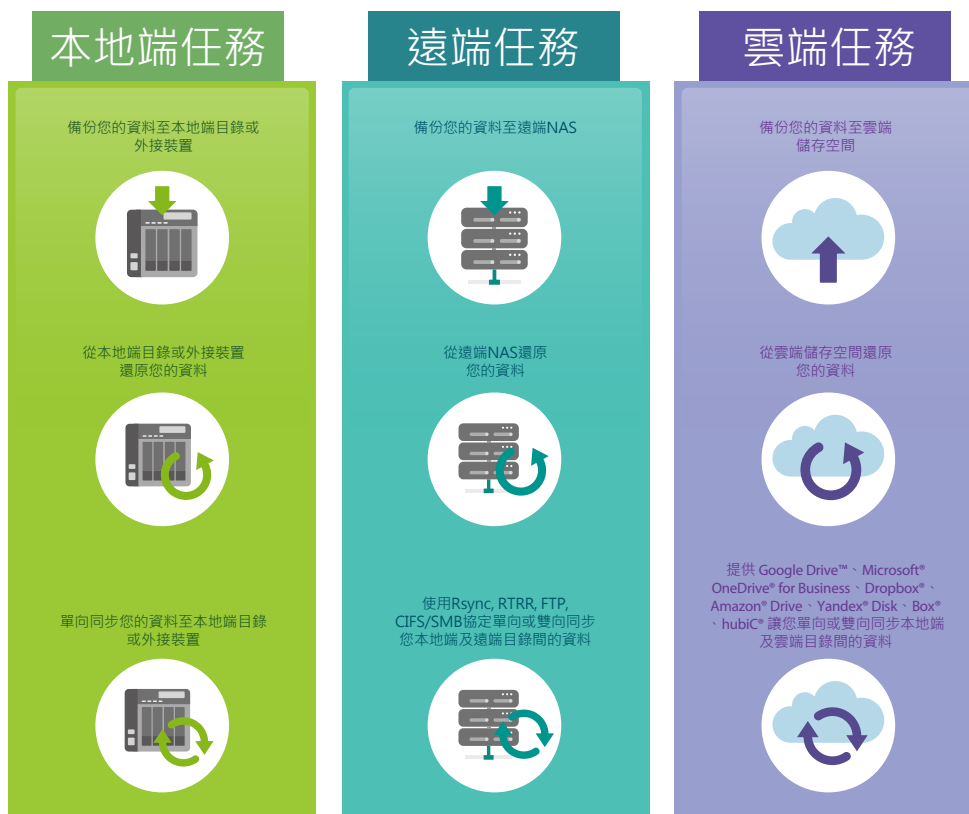 本地端任務
備份您的資料至本地端目錄或
外接裝置
從本地端目錄或外接裝置
還原您的資料
單向同步您的資料至本地端目錄
或外接裝置
遠端任務
備份您的資料至遠端NAS
從遠端NAS還原
您的資料
使用Rsync, RTRR, FTP,
CIFS/SMB協定單向或雙向同步
您本地端及遠端目錄間的資料
雲端任務
備份您的資料至雲端
儲存空間
從雲端儲存空間還原
您的資料
提供 Google Drive™、Microsoft®
OneDrive® for Business、Dropbox®、
Amazon® Drive、Yandex® Disk、Box®
、hubiC® 讓您單向或雙向同步本地端
及雲端目錄間的資料